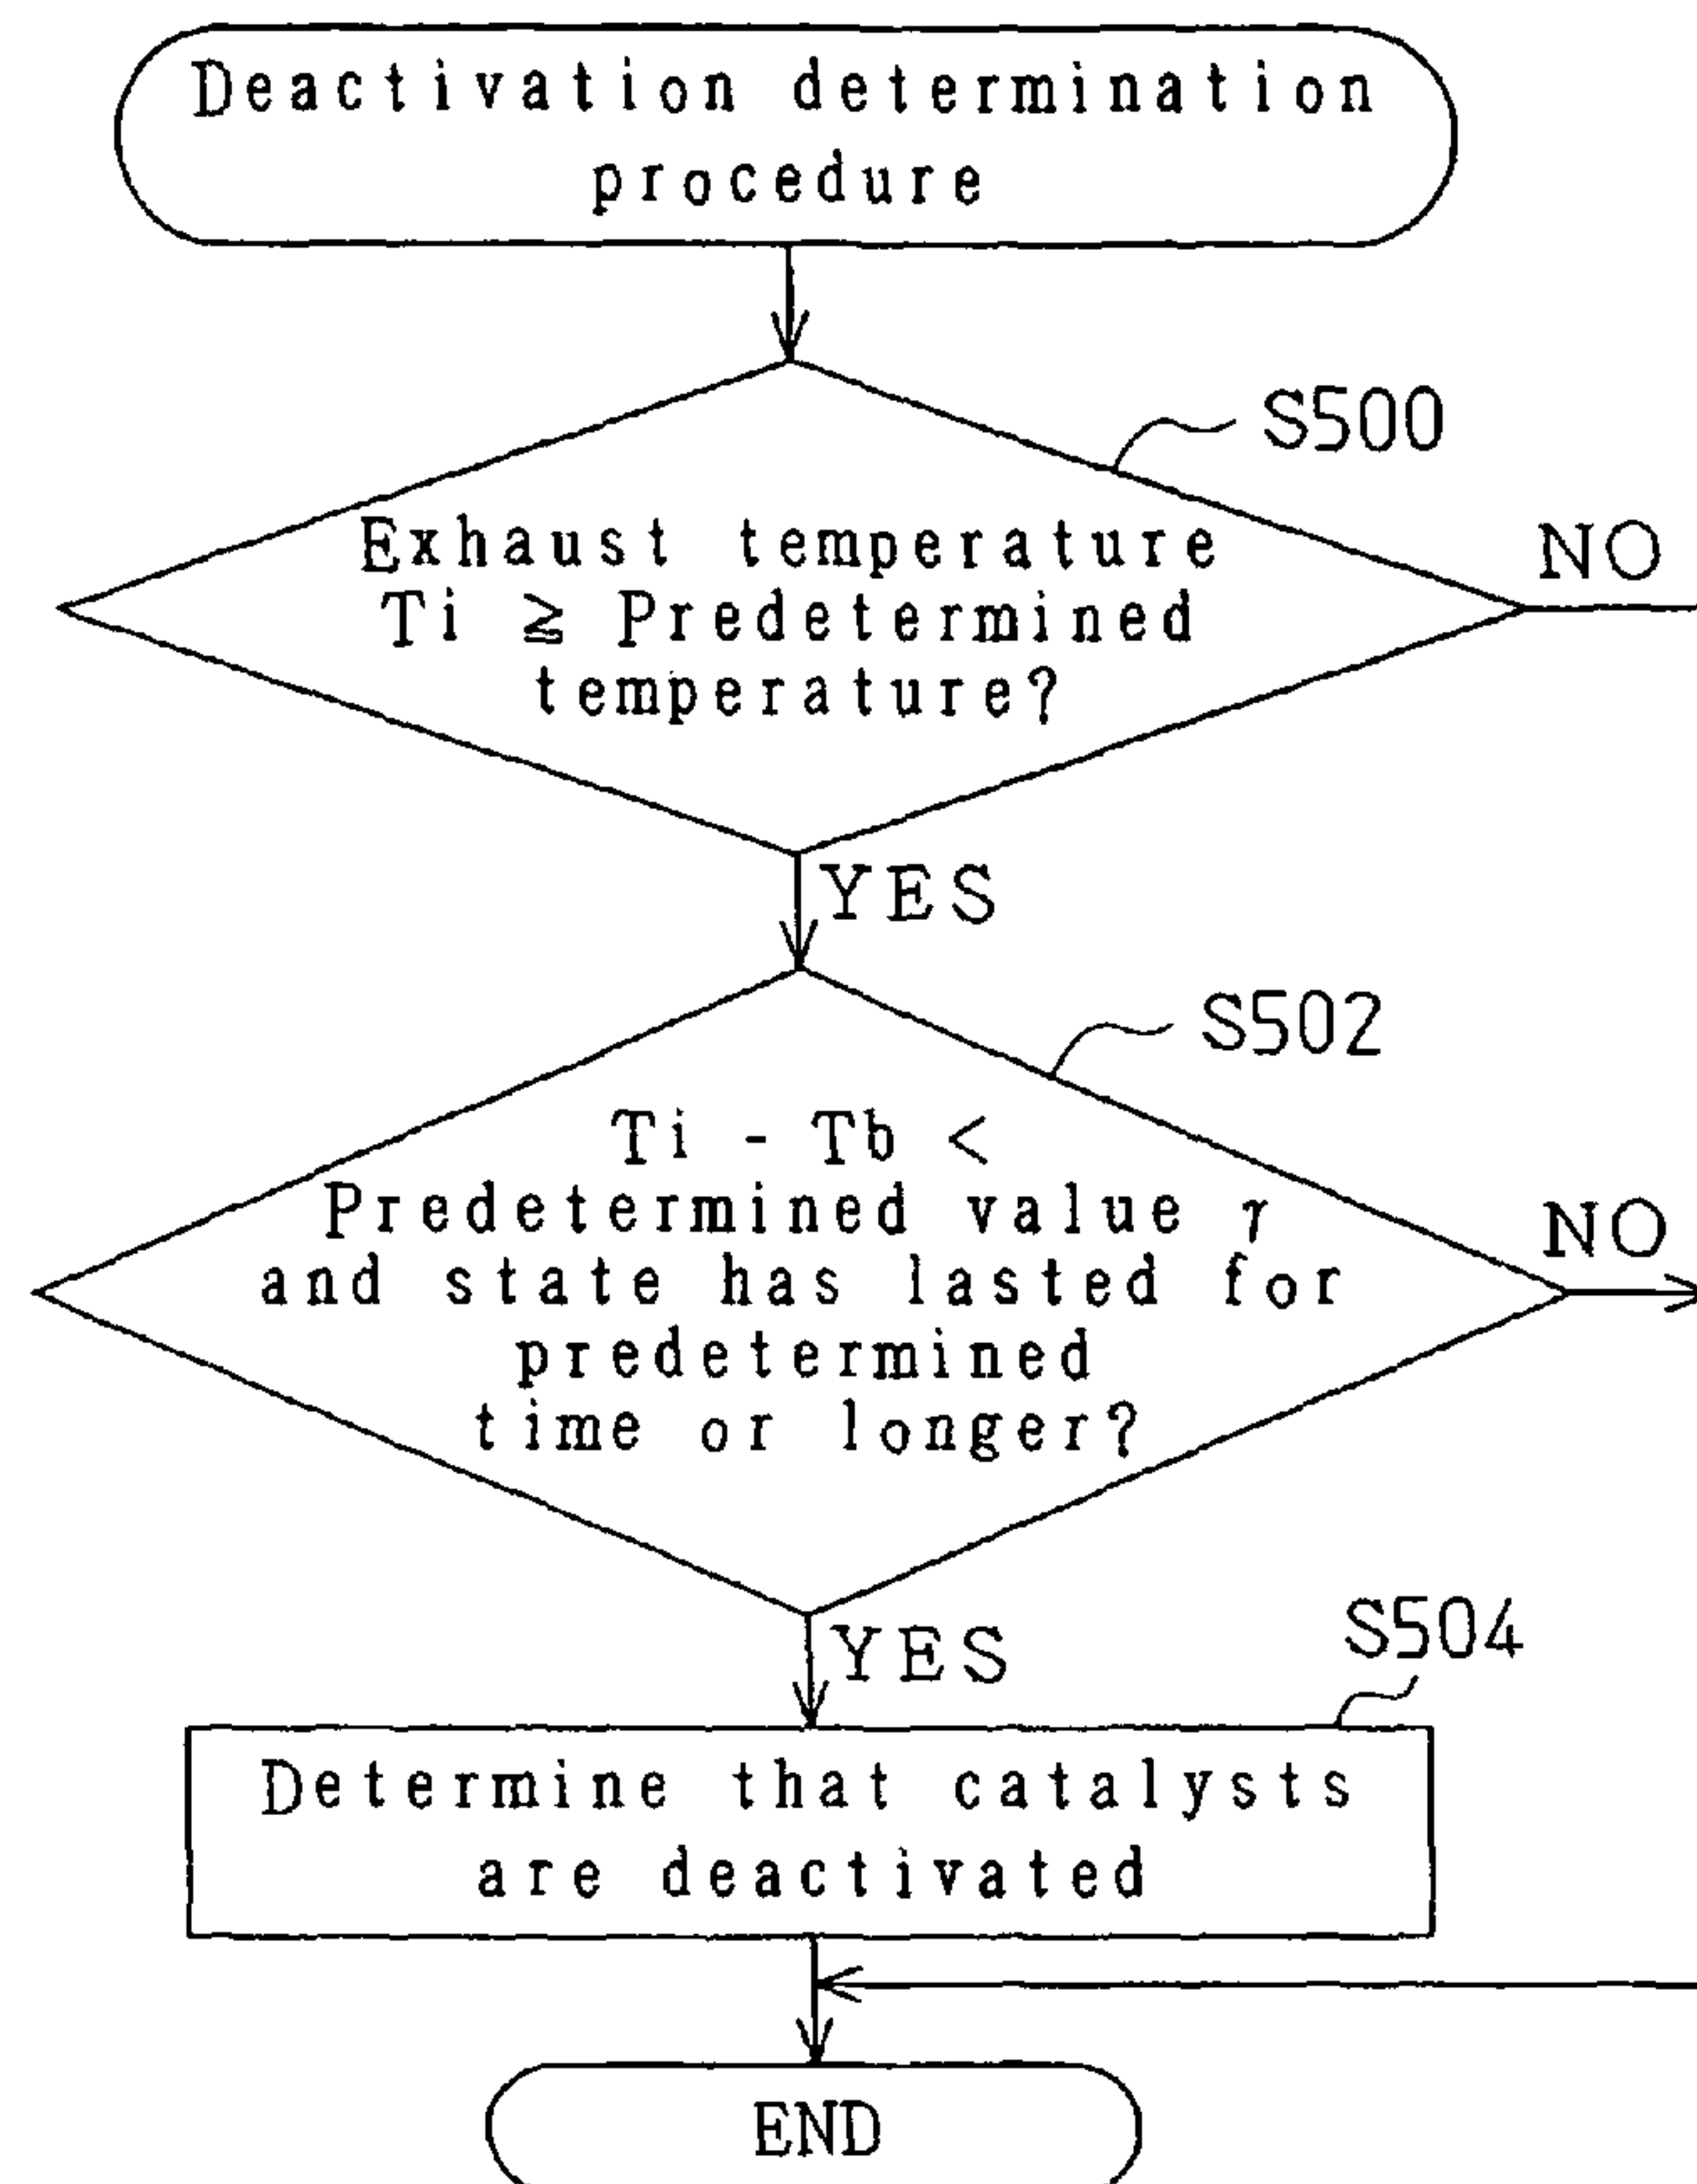 Deactivation determination
procedure
S500
Exhaust temperature
Ti ≧ Predetermined
temperature?
NO
YES
S502
Ti - Tb <
Predetermined value γ
and state has lasted for
predetermined
time or longer?
NO
YES
S504
Determine that catalysts
are deactivated
END